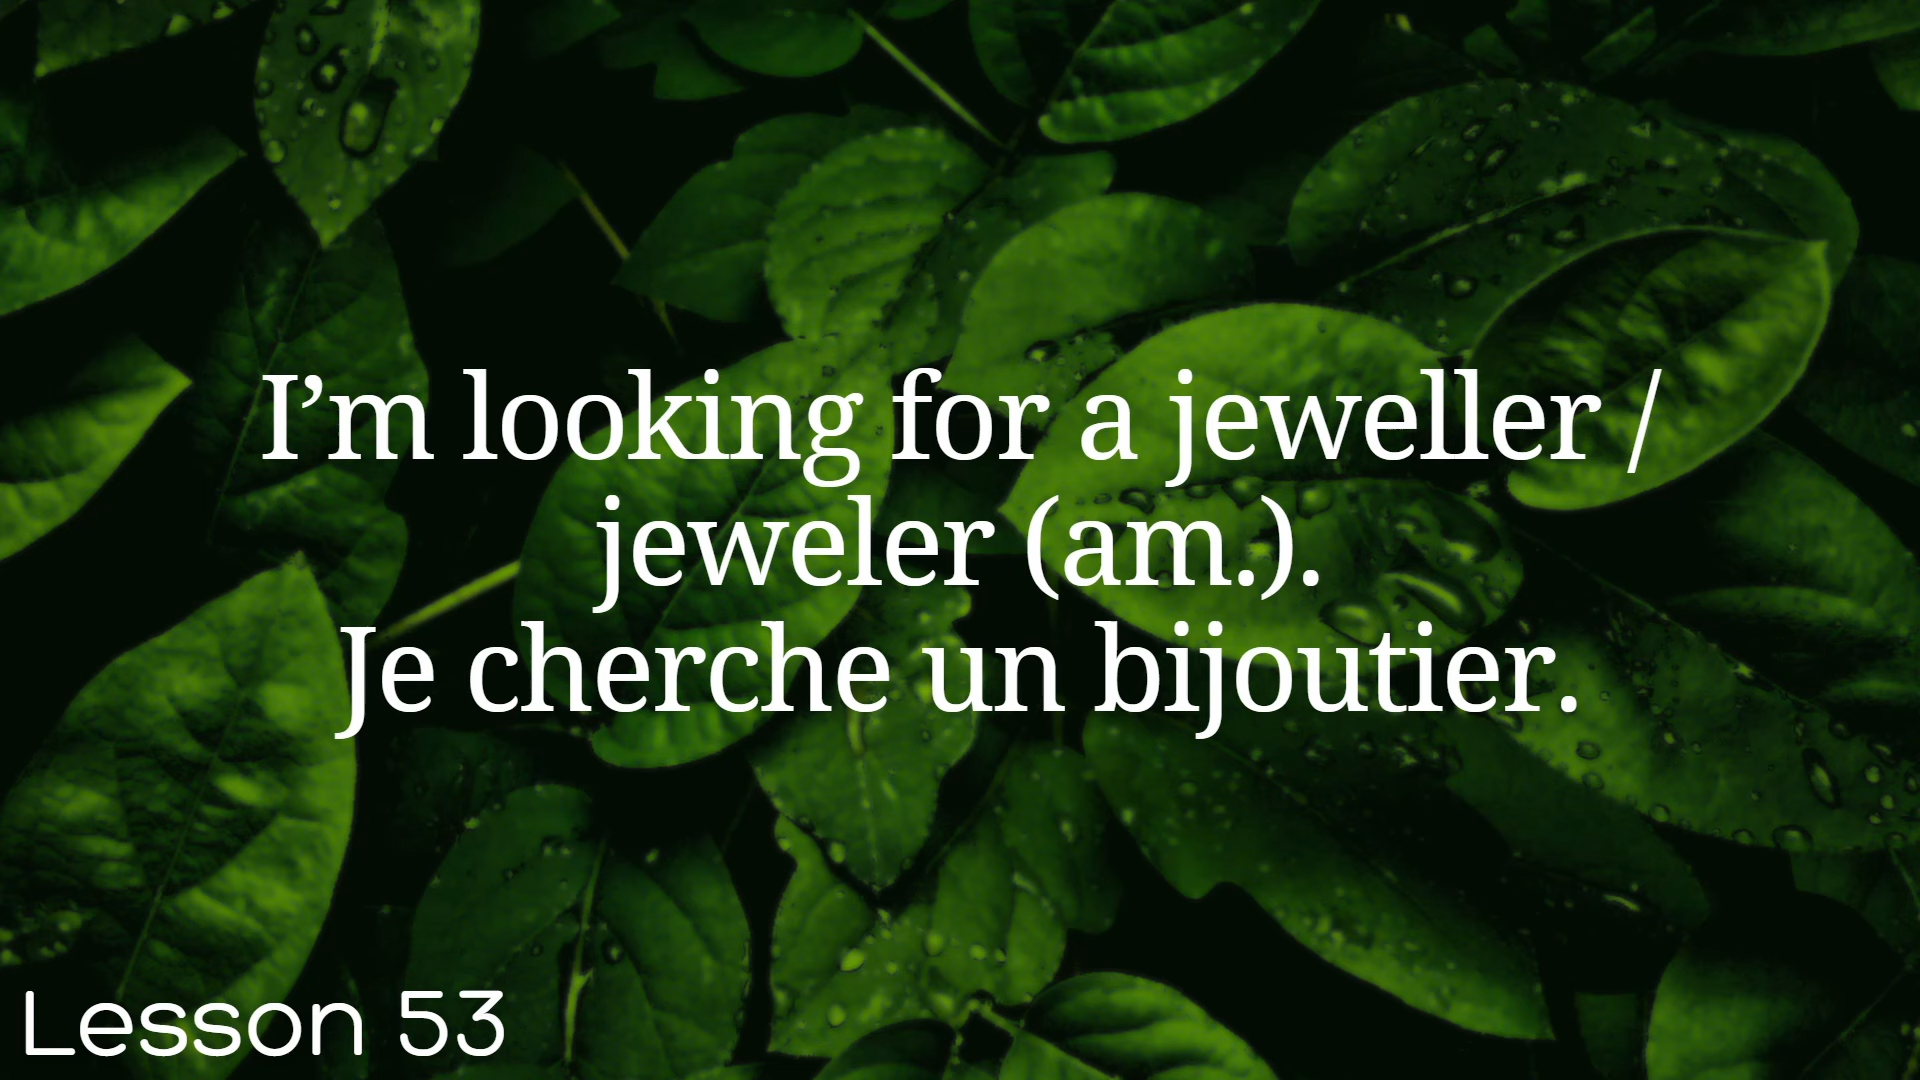 I’m looking for a jeweller /
jeweler (am.).
Je cherche un bijoutier.
Lesson 53